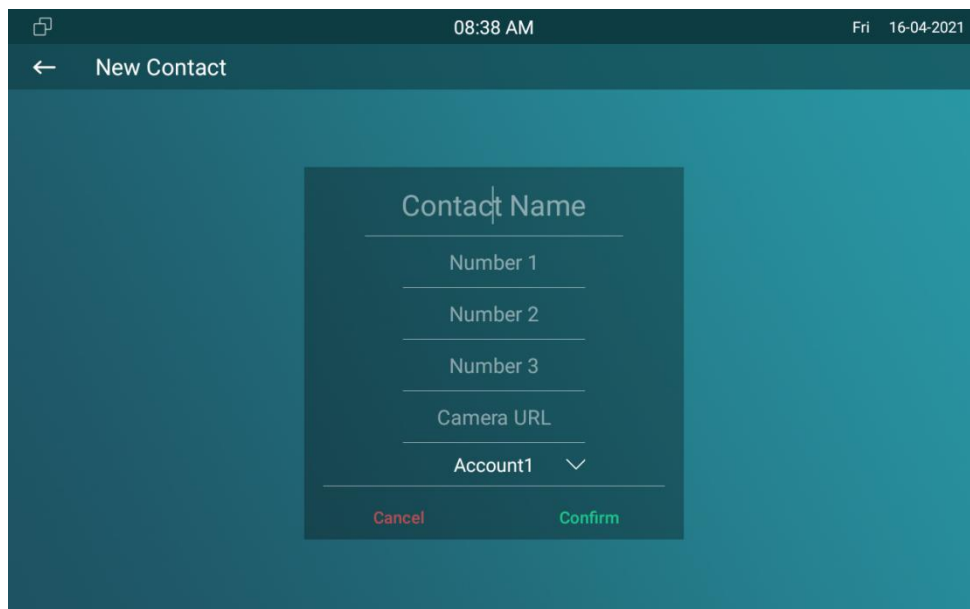 08:38 AM Fri 16-04-2021
New Contact
Contact Name
Number 1
Number 2
Number 3
Camera URL
Account1
Cancel Confirm